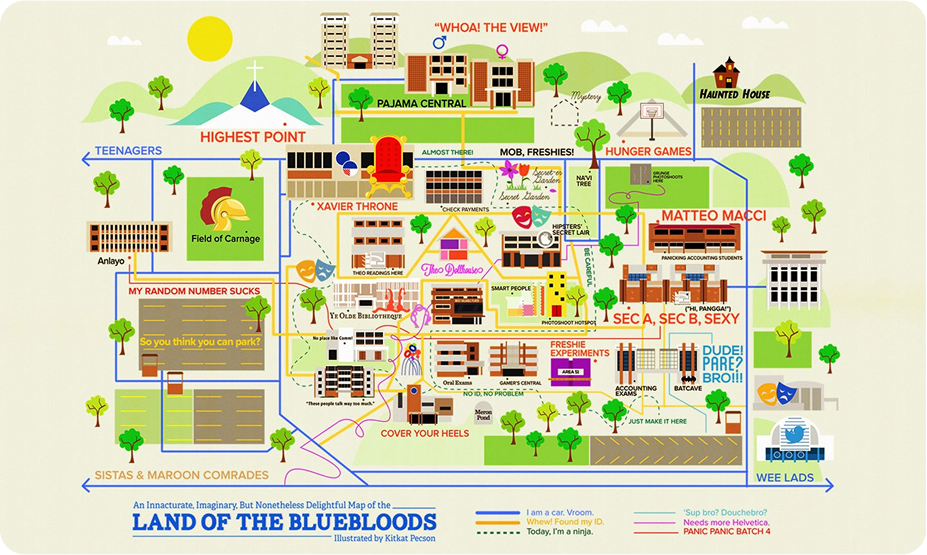 "WHOA! THE VIEW!"
PAJAMA CENTRAL
Mystery
HAUNTED HOUSE
HIGHEST POINT
TEENAGERS
ALMOST THERE!
MOB, FRESHIES!
HUNGER GAMES
Secret-er
Garden
Secret Garden
NA'VI
TREE
GRUNGE
PHOTOSHOOTS
HERE
XAVIER THRONE
CHECK PAYMENTS
MATTEO MACCI
Field of Carnage
HIPSTERS'
SECRET LAIR
Anlayo
THEO READINGS HERE
Theo Dollhouse
BE CAREFUL
PANICKING ACCOUNTING STUDENTS
MY RANDOM NUMBER SUCKS
YE OLDE BIBLIOTHEQUE
SMART PEOPLE
PHOTOSHOOT HOTSPOT
("HI, PANGGA!")
SEC A, SEC B, SEXY
So you think you can park?
No place like Comm!
"These people talk way too much."
Oral Exams
GAMER'S CENTRAL
FRESHIE
EXPERIMENTS
AREA 51
ACCOUNTING
EXAMS
BATCAVE
DUDE!
PARE?
BRO!!!
NO ID, NO PROBLEM
COVER YOUR HEELS
Meron
Pond
JUST MAKE IT HERE
SISTAS & MAROON COMRADES
WEE LADS
An Innacturate, Imaginary, But Nonetheless Delightful Map of the
LAND OF THE BLUEBLOODS
Illustrated by Kitkat Pecson
I am a car. Vroom.
Whew! Found my ID.
Today, I'm a ninja.
'Sup bro? Douchebro?
Needs more Helvetica.
PANIC PANIC BATCH 4